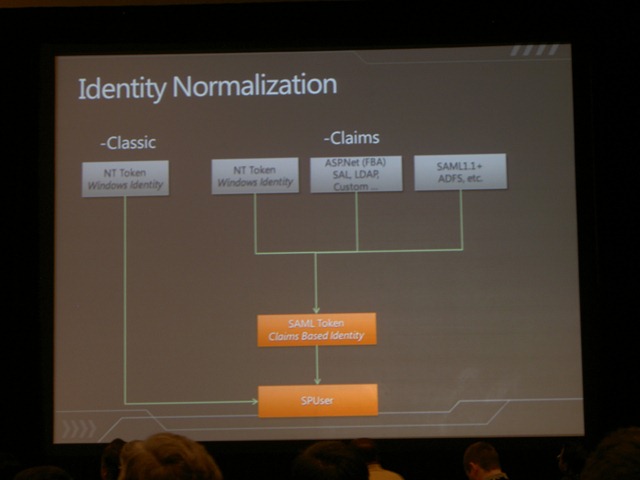 Identity Normalization
-Classic
-Claims
NT Token
Windows Identity
NT Token
Windows Identity
ASP.Net (FBA)
SAL, LDAP,
Custom ...
SAML1.1+
ADFS, etc.
SAML Token
Claims Based Identity
SPUser